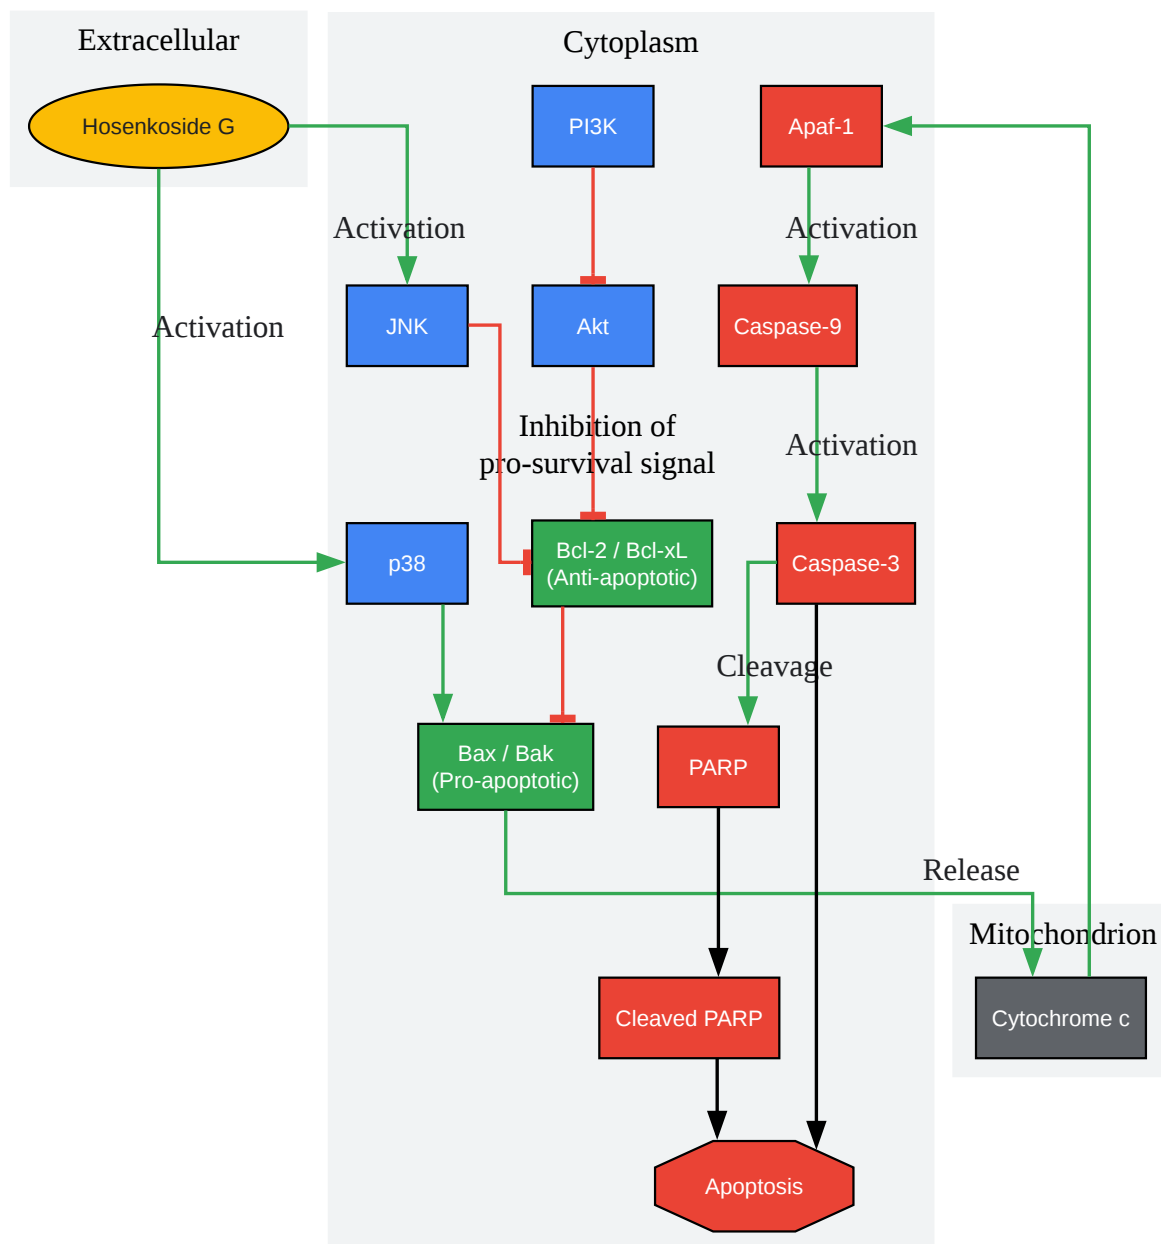 Extracellular
Cytoplasm
Hosenkoside G
PI3K
Apaf-1
Activation
Activation
Activation
JNK
Akt
Caspase-9
Inhibition of
pro-survival signal
Activation
p38
Bcl-2 / Bcl-xL
(Anti-apoptotic)
Caspase-3
Cleavage
Bax / Bak
(Pro-apoptotic)
PARP
Release
Mitochondrion
Cleaved PARP
Cytochrome c
Apoptosis